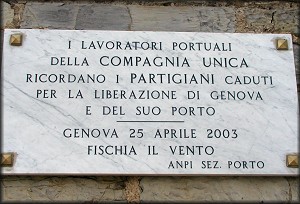 I LAVORATORI PORTUALI
DELLA COMPAGNIA UNICA
RICORDANO I PARTIGIANI CADUTI
PER LA LIBERAZIONE DI GENOVA
E DEL SUO PORTO
GENOVA 25 APRILE 2003
FISCHIA IL VENTO
ANPI SEZ. PORTO